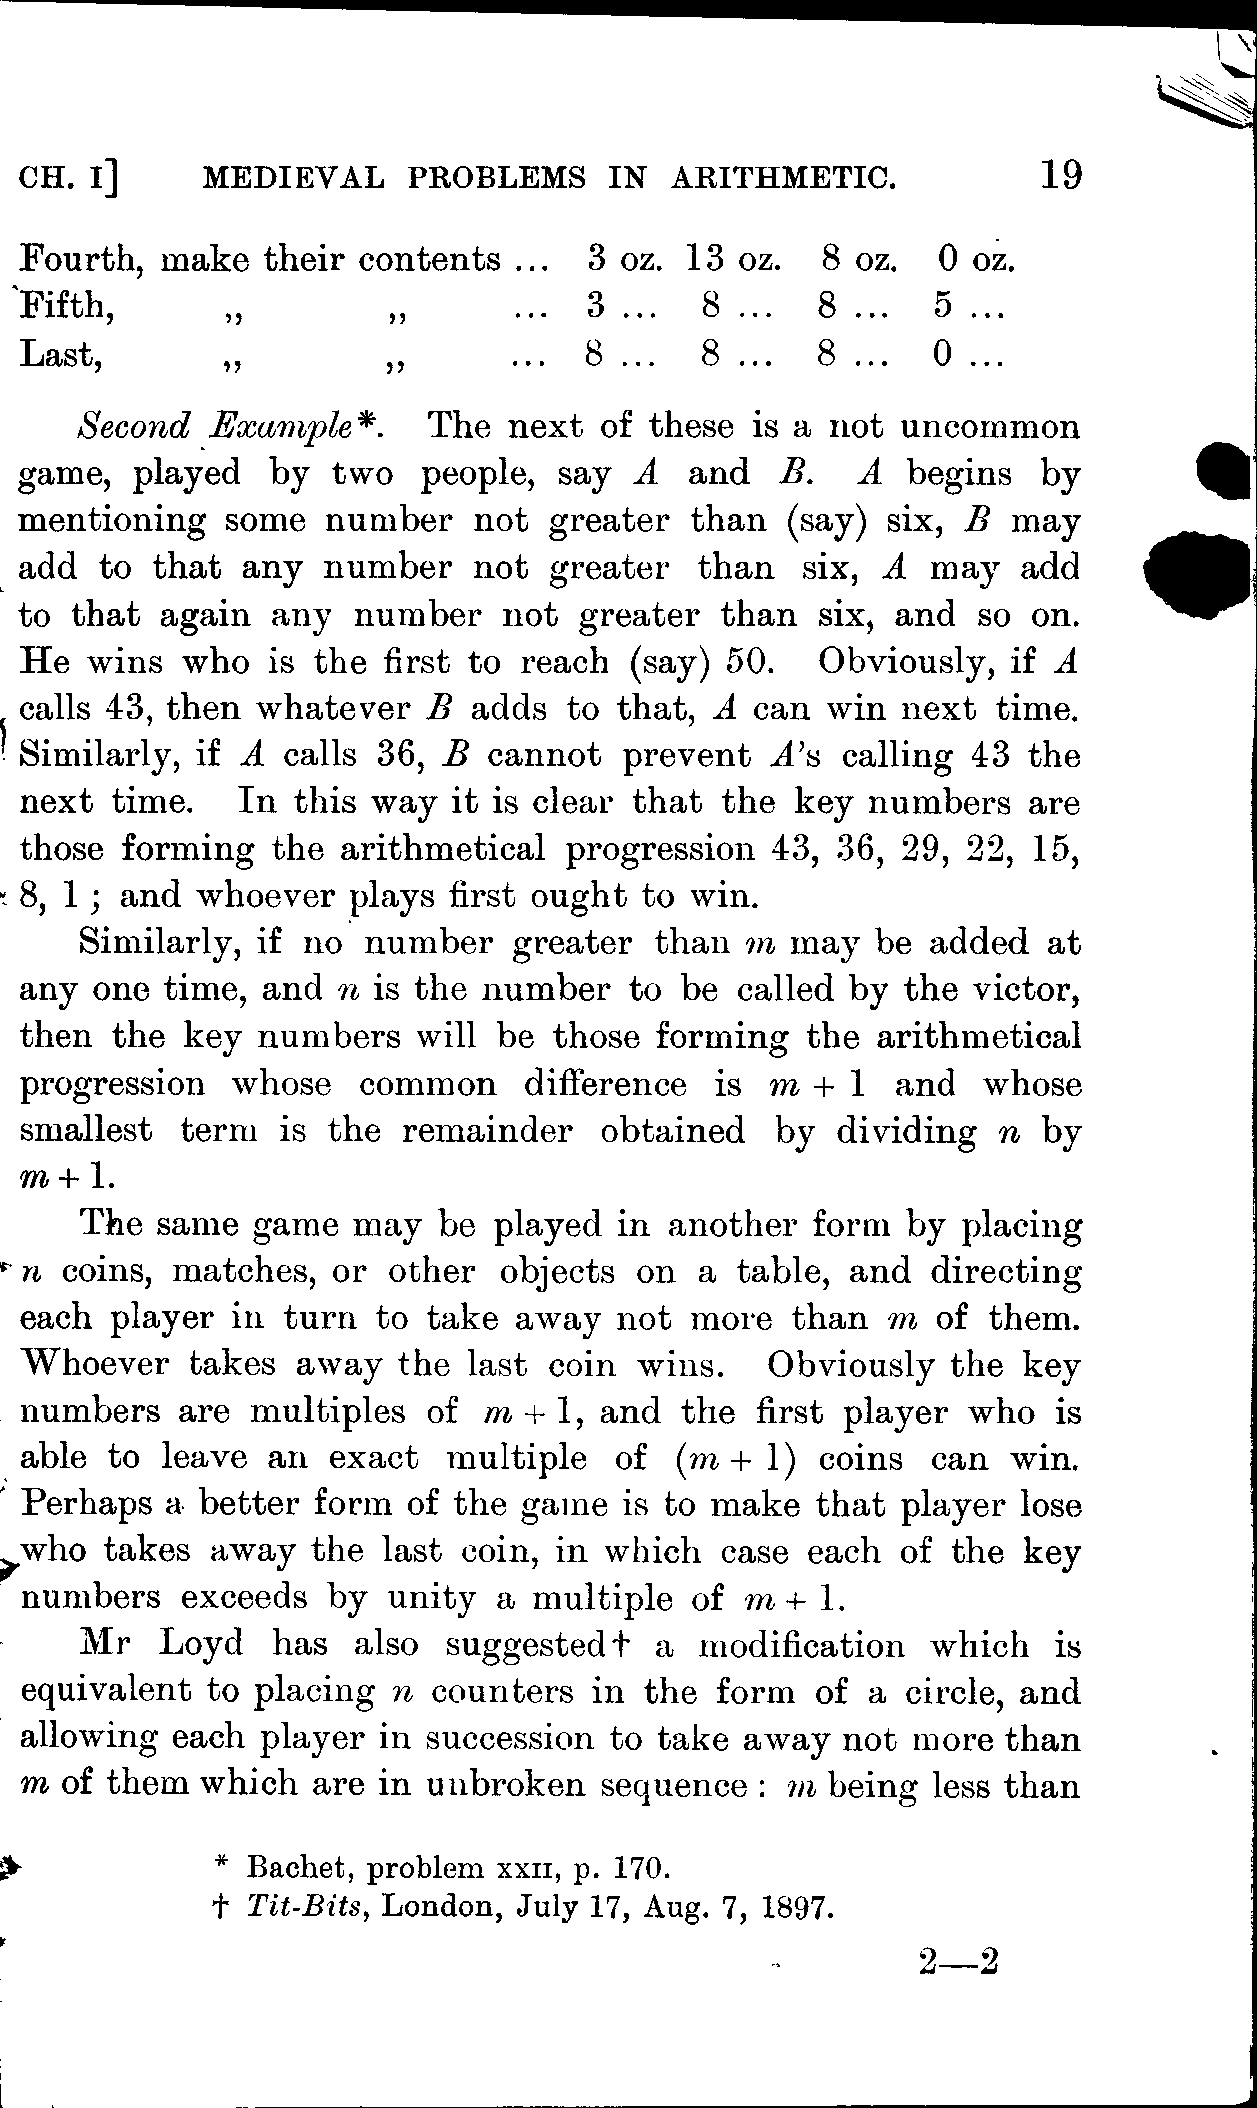 CH. I] MEDIEVAL PROBLEMS IN ARITHMETIC. 19
Fourth, make their contents ... 3 oz. 13 oz. 8 oz. 0 oz.
Fifth, „ „ ... 3 ... 8 ... 8 ... 5 ...
Last, „ „ ... 8 ... 8 ... 8 ... 0 ...
Second Example*. The next of these is a not uncommon
game, played by two people, say A and B. A begins by
mentioning some number not greater than (say) six, B may
add to that any number not greater than six, A may add
to that again any number not greater than six, and so on.
He wins who is the first to reach (say) 50. Obviously, if A
calls 43, then whatever B adds to that, A can win next time.
Similarly, if A calls 36, B cannot prevent A's calling 43 the
next time. In this way it is clear that the key numbers are
those forming the arithmetical progression 43, 36, 29, 22, 15,
8, 1 ; and whoever plays first ought to win.
Similarly, if no number greater than m may be added at
any one time, and n is the number to be called by the victor,
then the key numbers will be those forming the arithmetical
progression whose common difference is m + 1 and whose
smallest term is the remainder obtained by dividing n by
m + 1.
The same game may be played in another form by placing
n coins, matches, or other objects on a table, and directing
each player in turn to take away not more than m of them.
Whoever takes away the last coin wins. Obviously the key
numbers are multiples of m + 1, and the first player who is
able to leave an exact multiple of (m + 1) coins can win.
Perhaps a better form of the game is to make that player lose
who takes away the last coin, in which case each of the key
numbers exceeds by unity a multiple of m + 1.
Mr Loyd has also suggested† a modification which is
equivalent to placing n counters in the form of a circle, and
allowing each player in succession to take away not more than
m of them which are in unbroken sequence : m being less than
* Bachet, problem XXII, p. 170.
† Tit-Bits, London, July 17, Aug. 7, 1897.
2—2